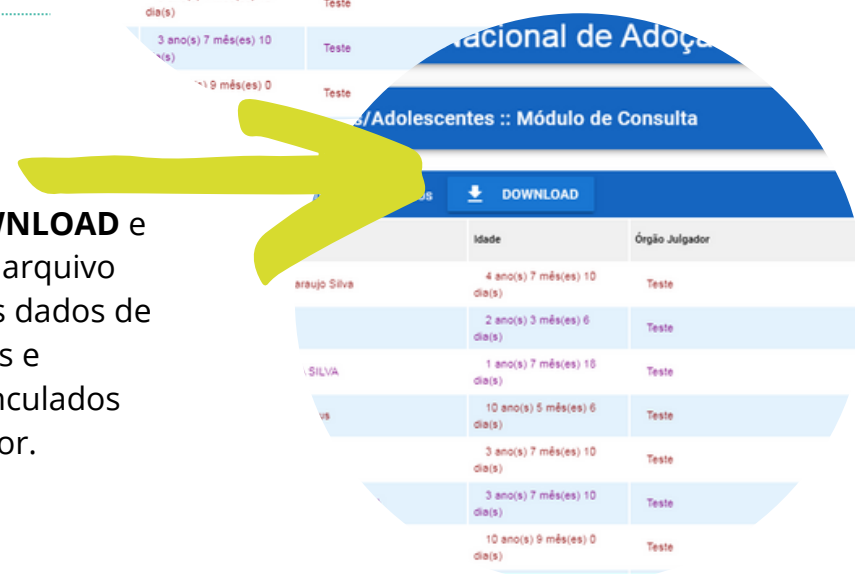 Teste
dia(s)
3 ano(s) 7 mês(es) 10
Teste
9 mês(es) 0
Teste
acional de Adoça
s/Adolescentes :: Módulo de Consulta
os DOWNLOAD
WNLOAD e
arquivo
s dados de
s e
nculados
or.
Idade Órgão Julgador
araujo Silva 4 ano(s) 7 mês(es) 10
dia(s) Teste
2 ano(s) 3 mês(es) 6
dia(s) Teste
SILVA 1 ano(s) 7 mês(es) 18
dia(s) Teste
us 10 ano(s) 5 mês(es) 6
dia(s) Teste
3 ano(s) 7 mês(es) 10
dia(s) Teste
3 ano(s) 7 mês(es) 10
dia(s) Teste
10 ano(s) 9 mês(es) 0
dia(s) Teste